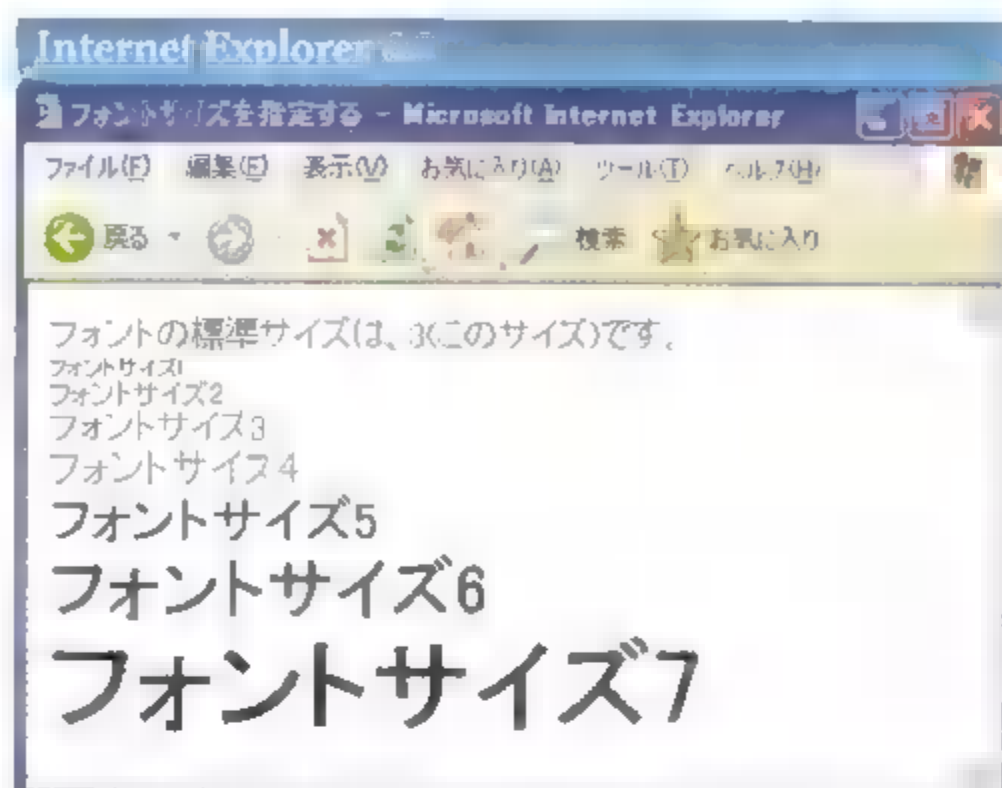 Internet Explorer
フォントサイズを指定する - Microsoft Internet Explorer
ファイル(F) 編集(E) 表示(V) お気に入り(A) ツール(T) ヘルプ(H)
戻る 検索 お気に入り
フォントの標準サイズは、3(このサイズ)です。
フォントサイズ1
フォントサイズ2
フォントサイズ3
フォントサイズ4
フォントサイズ5
フォントサイズ6
フォントサイズ7